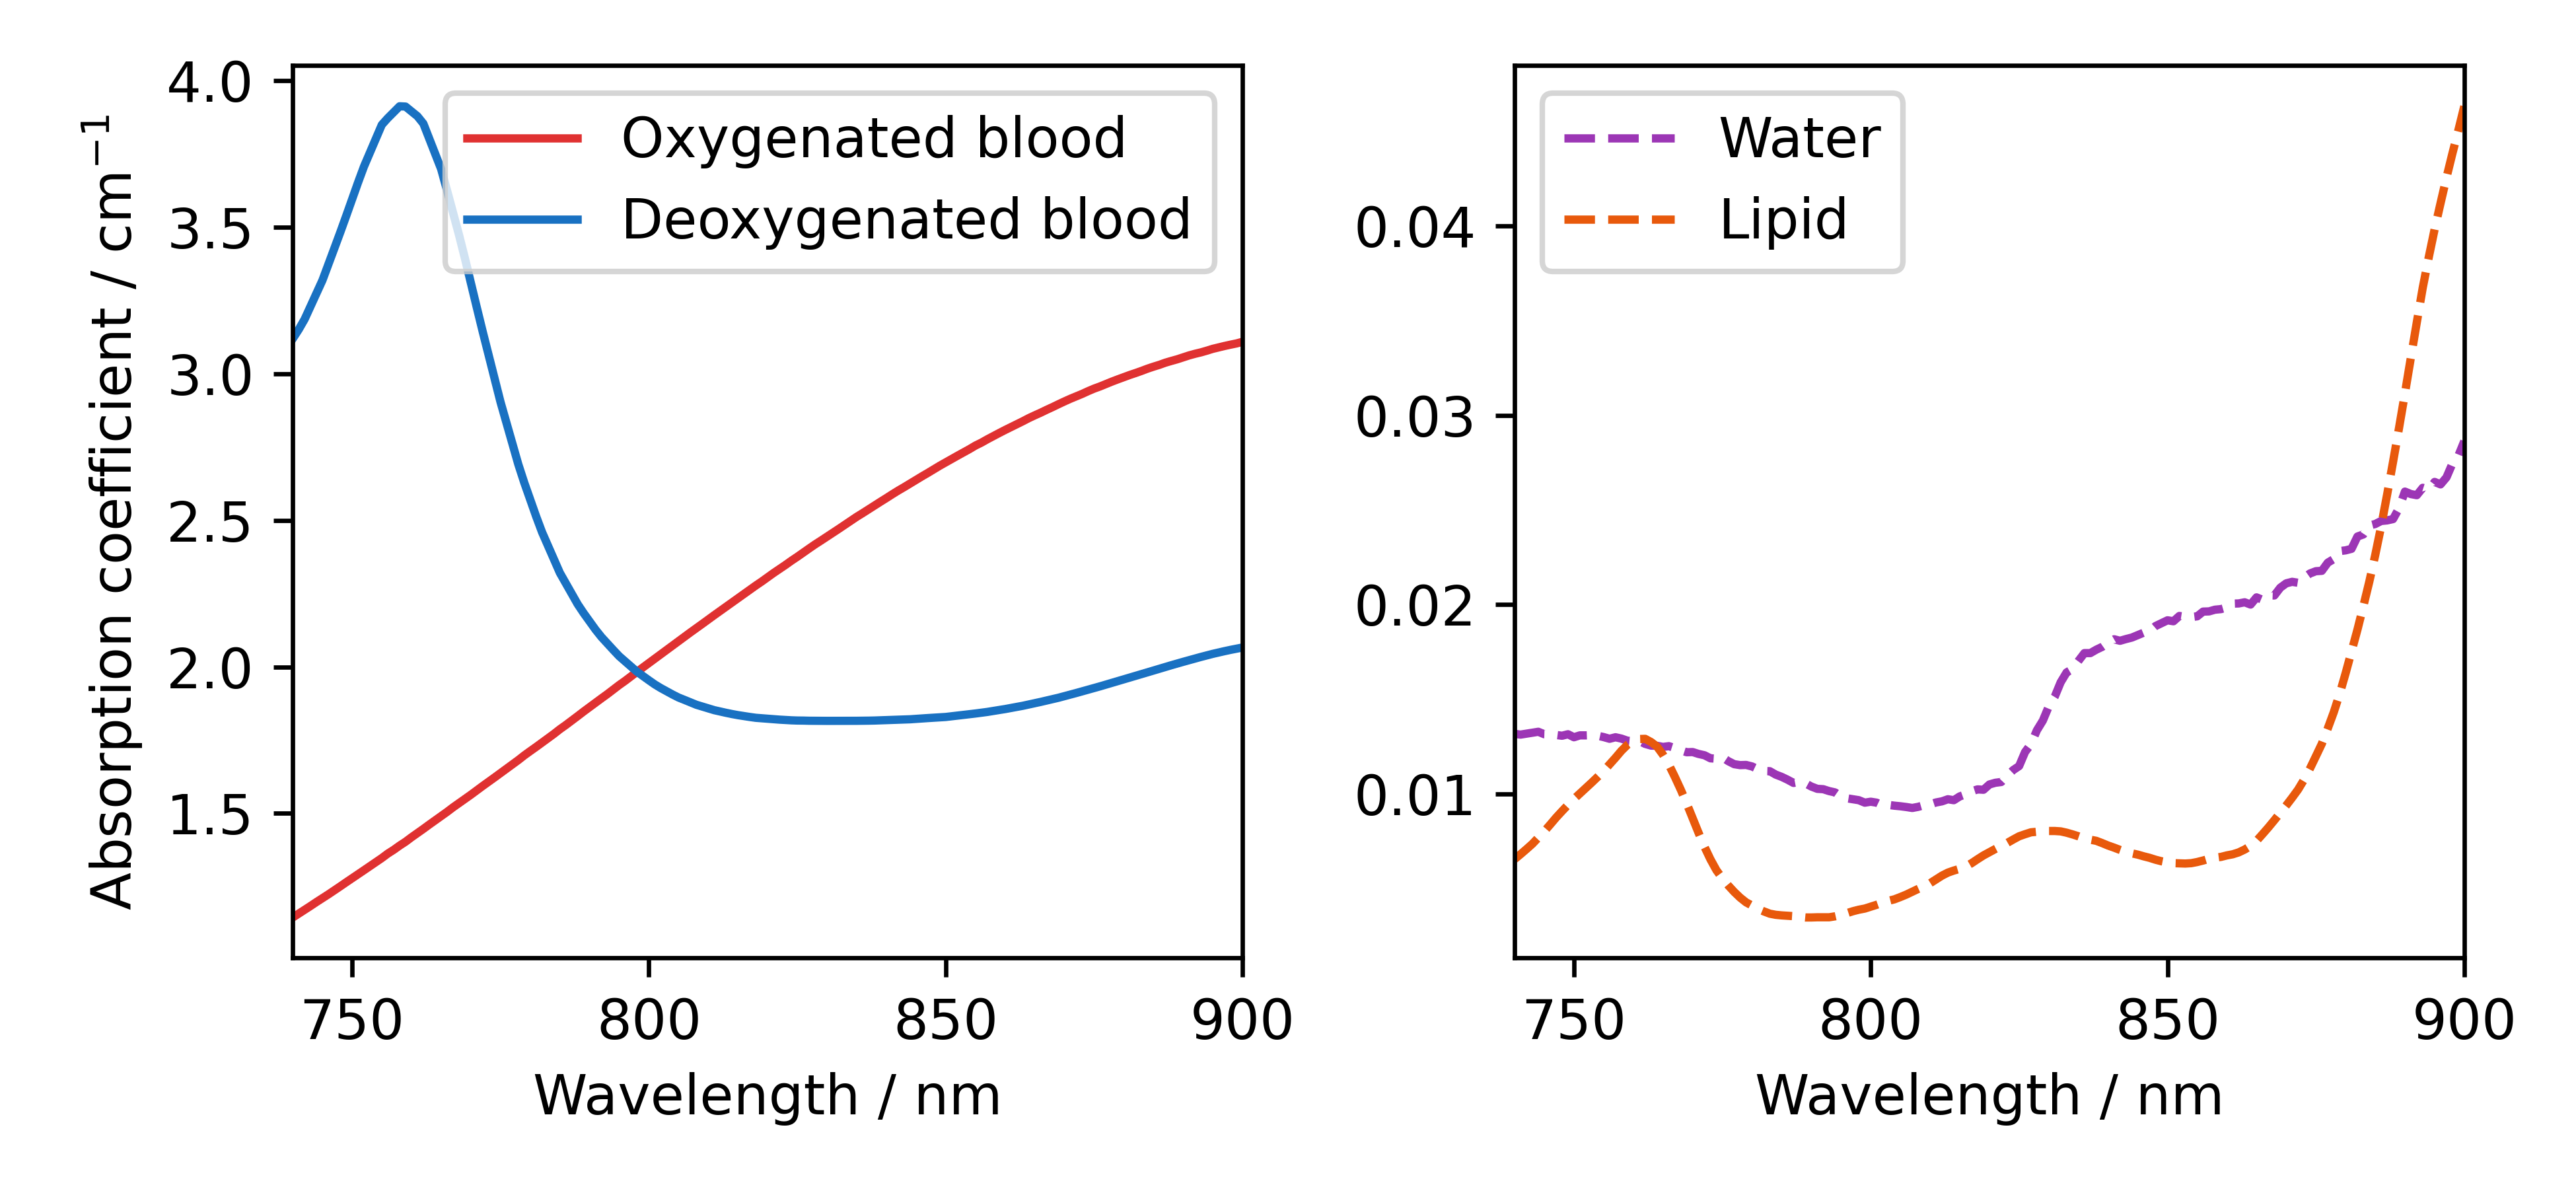 4.0
3.5
3.0
2.5
2.0
1.5
Absorption coefficient / cm⁻¹
Oxygenated blood
Deoxygenated blood
750 800 850 900
Wavelength / nm
0.04
0.03
0.02
0.01
Water
Lipid
750 800 850 900
Wavelength / nm